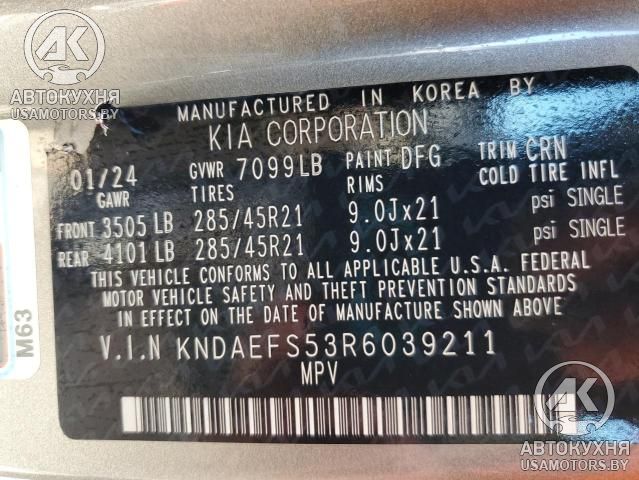 AK
АВТОКУХНЯ
USAMOTORS.BY
MANUFACTURED IN KOREA BY
KIA CORPORATION
01/24 GVWR 7099LB PAINT DFG TRIM CRN
GAWR TIRES RIMS COLD TIRE INFL
FRONT 3505 LB 285/45R21 9.0Jx21 psi SINGLE
REAR 4101 LB 285/45R21 9.0Jx21 psi SINGLE
THIS VEHICLE CONFORMS TO ALL APPLICABLE U.S.A. FEDERAL
MOTOR VEHICLE SAFETY AND THEFT PREVENTION STANDARDS
IN EFFECT ON THE DATE OF MANUFACTURE SHOWN ABOVE
V.I.N KNDAEFS53R6039211
MPV
M63
AK
АВТОКУХНЯ
USAMOTORS.BY